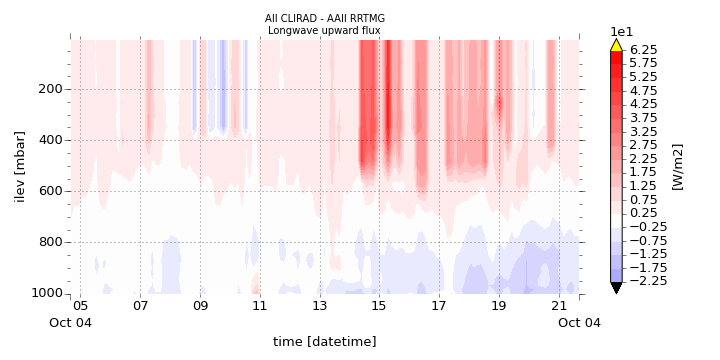 All CLIRAD - AAll RRTMG
Longwave upward flux
1e1
6.25
5.75
5.25
4.75
4.25
3.75
3.25
2.75
2.25
1.75
1.25
0.75
0.25
−0.25
−0.75
−1.25
−1.75
−2.25
[W/m2]
ilev [mbar]
200
400
600
800
1000
05 07 09 11 13 15 17 19 21
Oct 04 Oct 04
time [datetime]